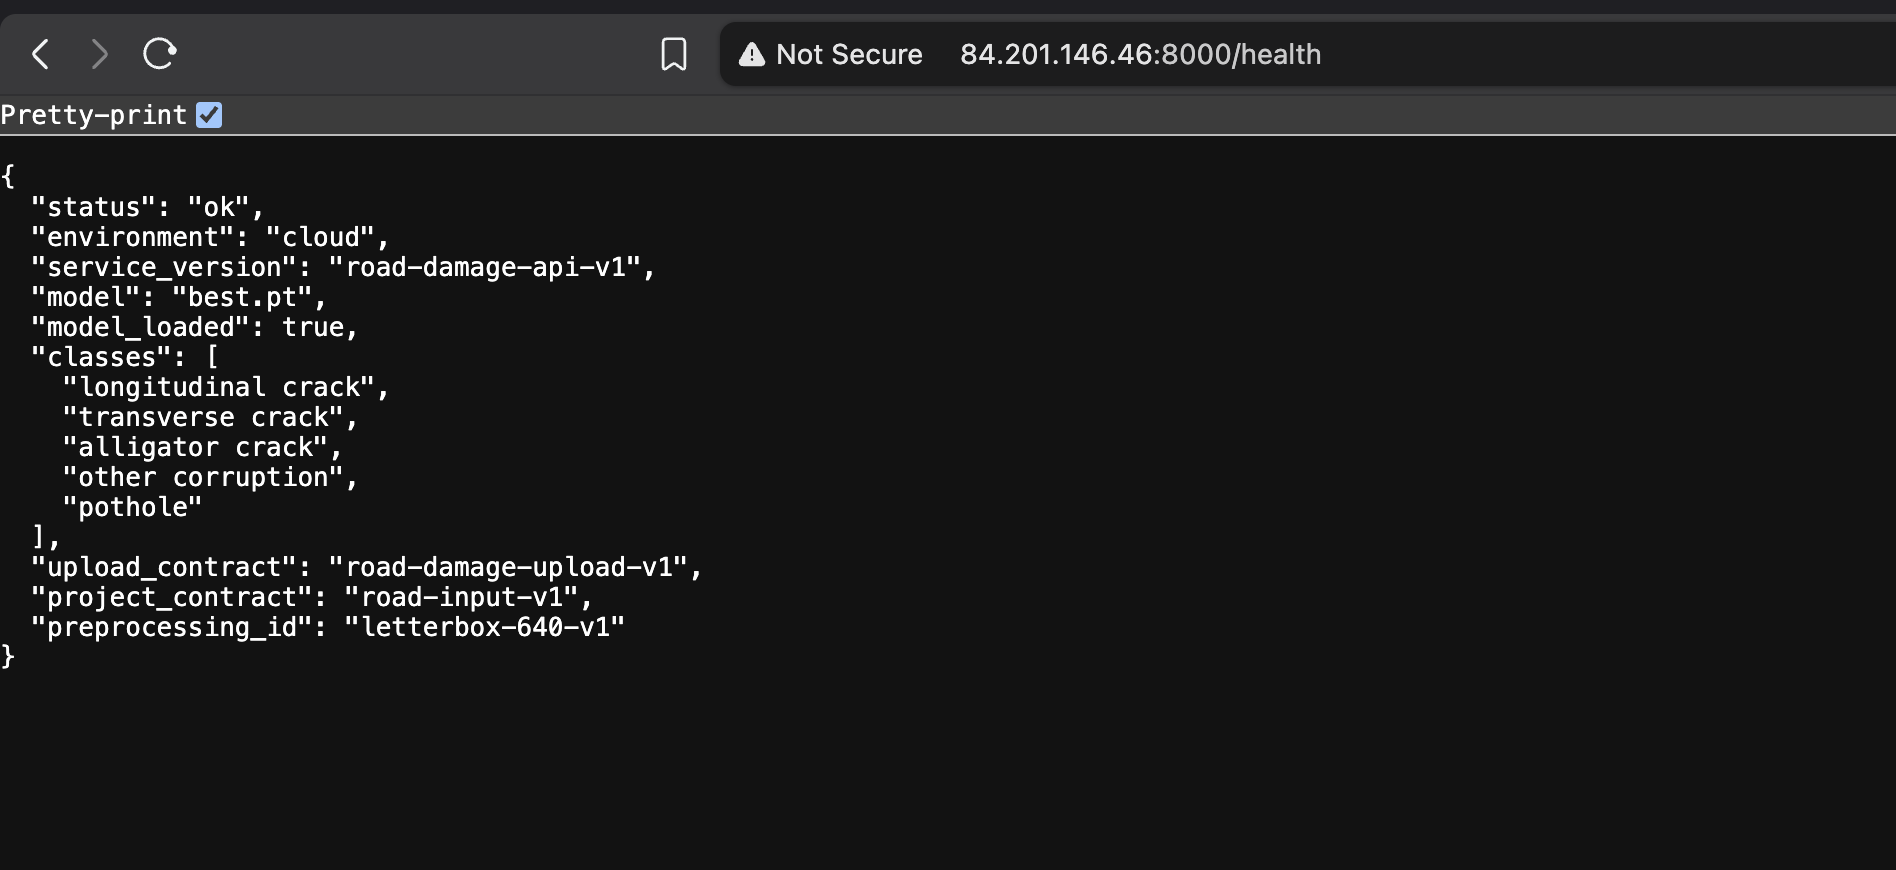 Not Secure 84.201.146.46:8000/health
Pretty-print
{
  "status": "ok",
  "environment": "cloud",
  "service_version": "road-damage-api-v1",
  "model": "best.pt",
  "model_loaded": true,
  "classes": [
    "longitudinal crack",
    "transverse crack",
    "alligator crack",
    "other corruption",
    "pothole"
  ],
  "upload_contract": "road-damage-upload-v1",
  "project_contract": "road-input-v1",
  "preprocessing_id": "letterbox-640-v1"
}